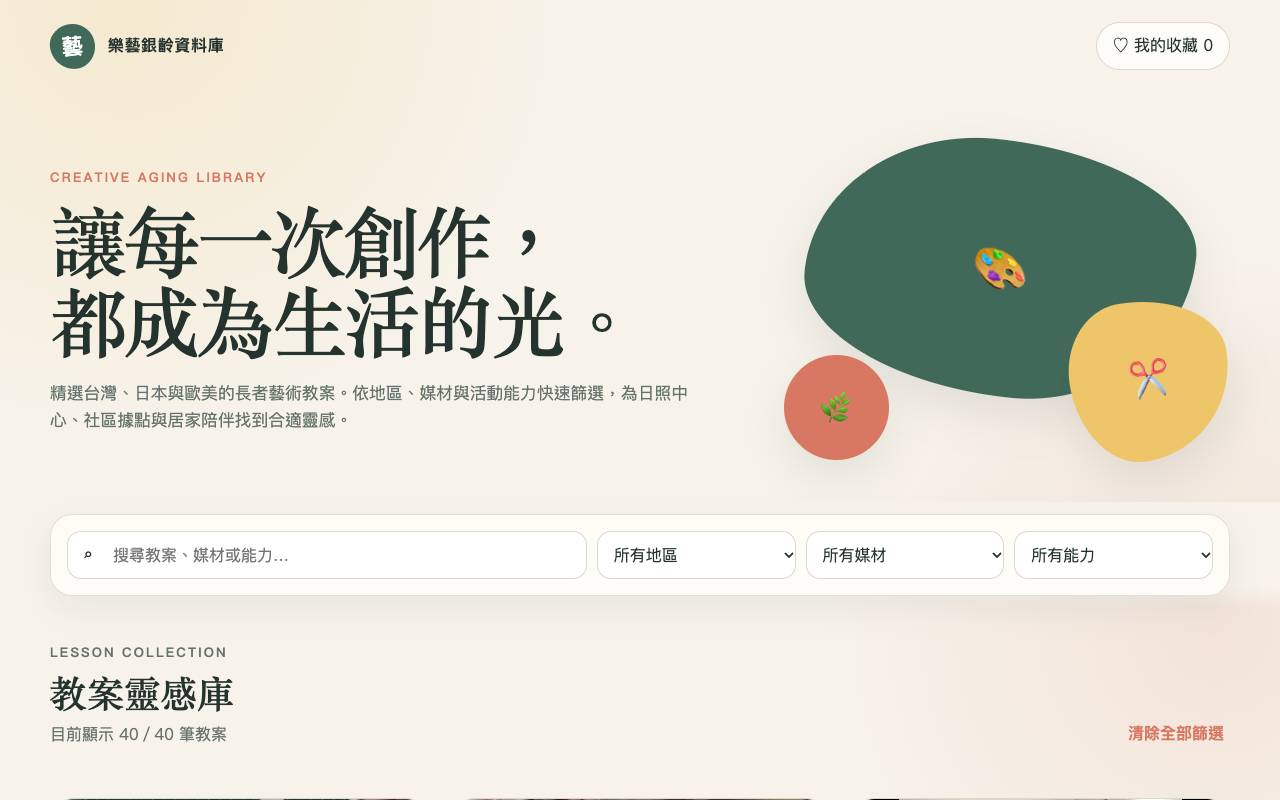 藝
樂藝銀齡資料庫
♡ 我的收藏 0
CREATIVE AGING LIBRARY
讓每一次創作，
都成為生活的光。
精選台灣、日本與歐美的長者藝術教案。依地區、媒材與活動能力快速篩選，為日照中
心、社區據點與居家陪伴找到合適靈感。
搜尋教案、媒材或能力…
所有地區
所有媒材
所有能力
LESSON COLLECTION
教案靈感庫
目前顯示 40 / 40 筆教案
清除全部篩選